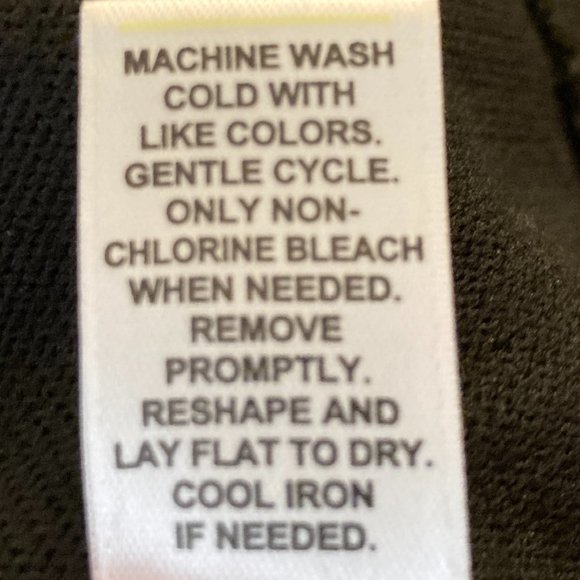 MACHINE WASH
COLD WITH
LIKE COLORS.
GENTLE CYCLE.
ONLY NON-
CHLORINE BLEACH
WHEN NEEDED.
REMOVE
PROMPTLY.
RESHAPE AND
LAY FLAT TO DRY.
COOL IRON
IF NEEDED.